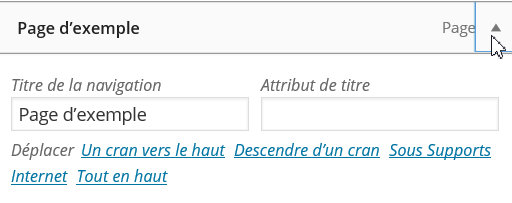 Page d’exemple Page
Titre de la navigation Attribut de titre
Page d’exemple
Déplacer Un cran vers le haut Descendre d’un cran Sous Supports
Internet Tout en haut